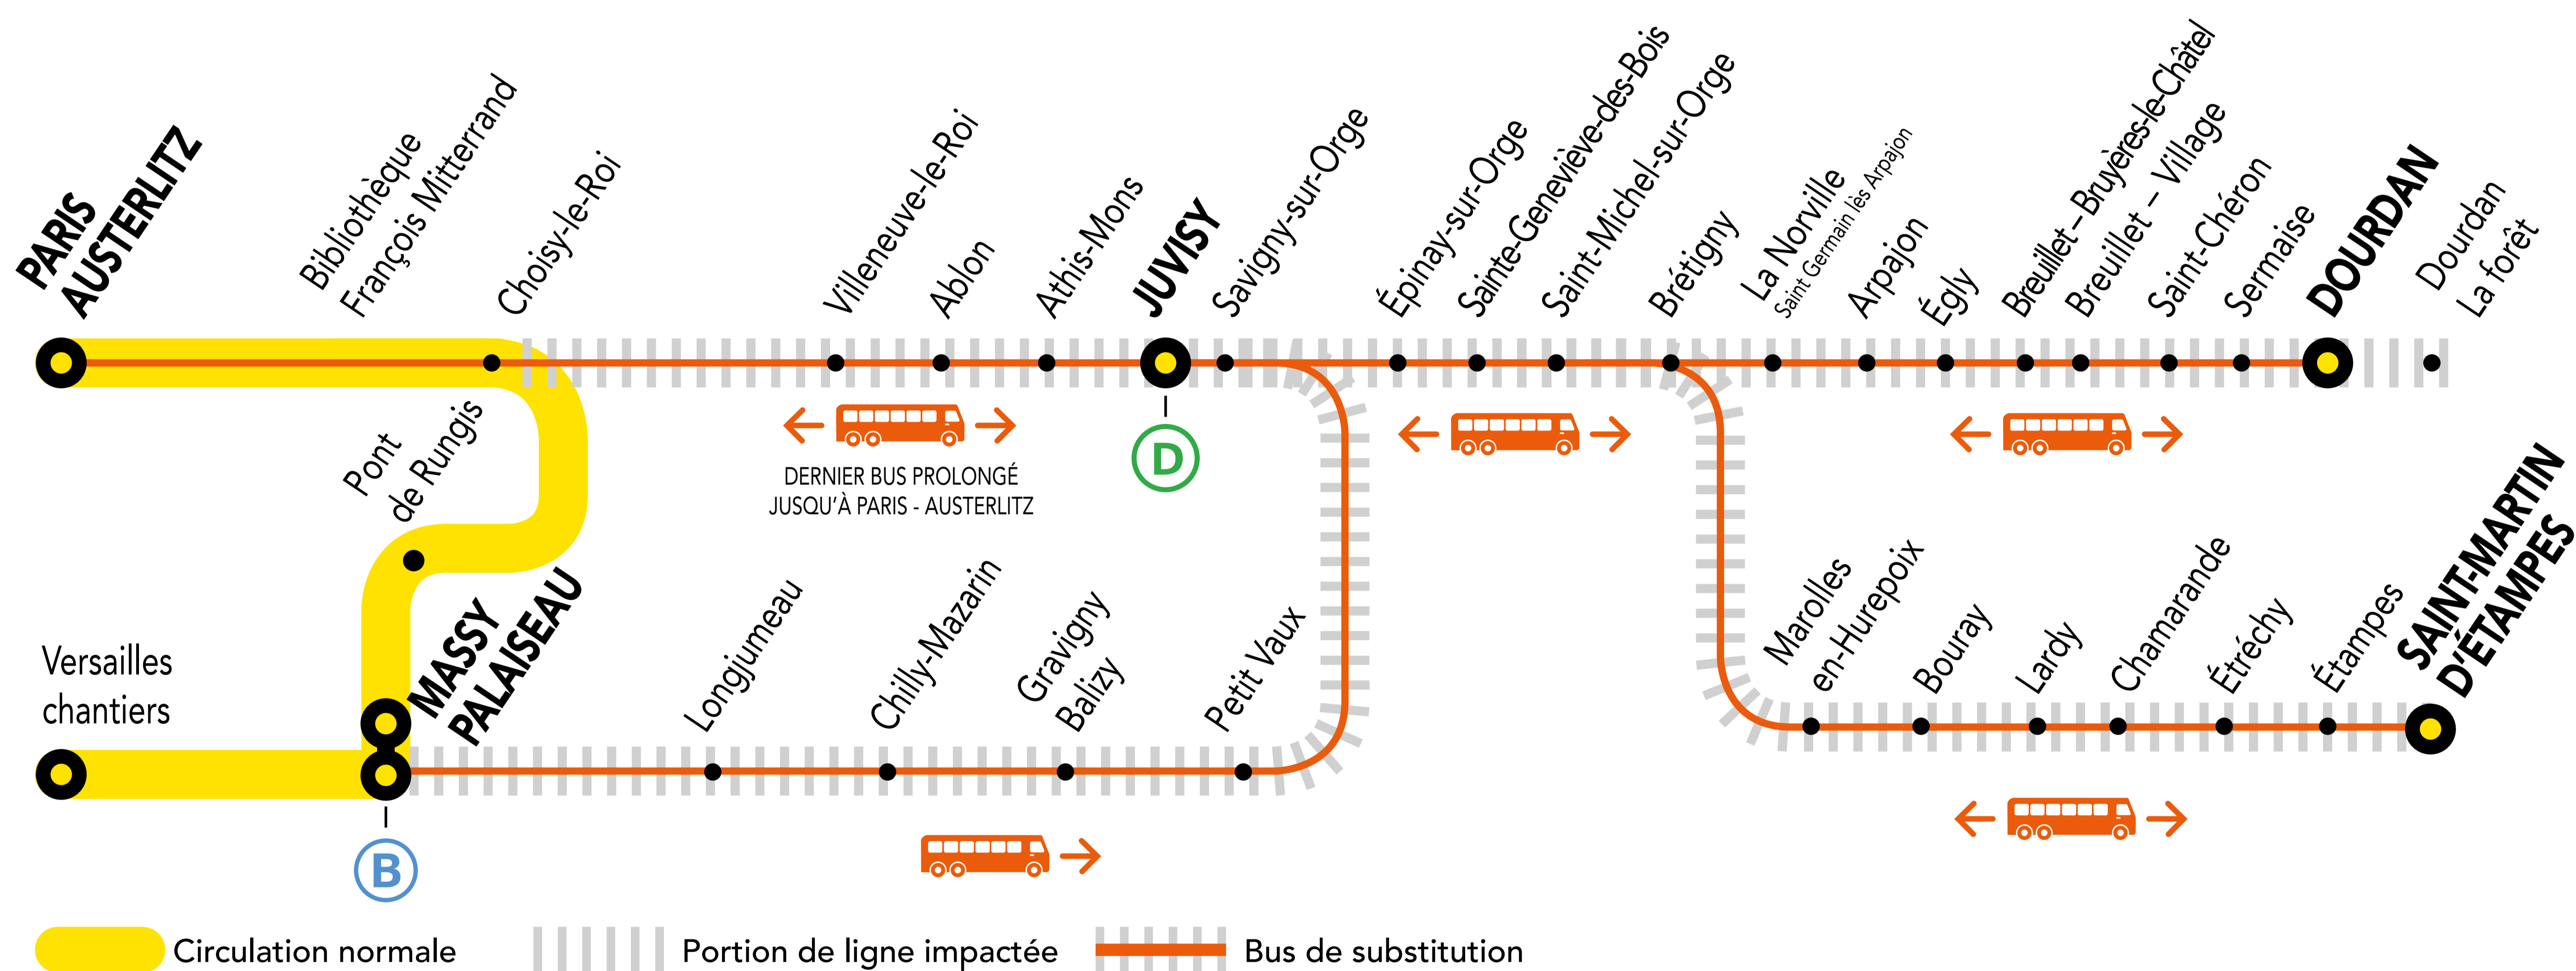 PARIS
AUSTERLITZ
Bibliothèque
François Mitterrand
Choisy-le-Roi
Villeneuve-le-Roi
Ablon
Athis-Mons
JUVISY
Savigny-sur-Orge
Épinay-sur-Orge
Sainte-Geneviève-des-Bois
Saint-Michel-sur-Orge
Brétigny
La Norville
Saint Germain lès Arpajon
Arpajon
Égly
Breuillet – Bruyères-le-Châtel
Breuillet – Village
Saint-Chéron
Sermaise
DOURDAN
Dourdan
La forêt
DERNIER BUS PROLONGÉ
JUSQU'À PARIS - AUSTERLITZ
D
Pont
de Rungis
Versailles
chantiers
MASSY
PALAISEAU
Longjumeau
Chilly-Mazarin
Gravigny
Balizy
Petit Vaux
Marolles
en-Hurepoix
Bouray
Lardy
Chamarande
Étréchy
Étampes
SAINT-MARTIN
D'ÉTAMPES
B
Circulation normale
Portion de ligne impactée
Bus de substitution